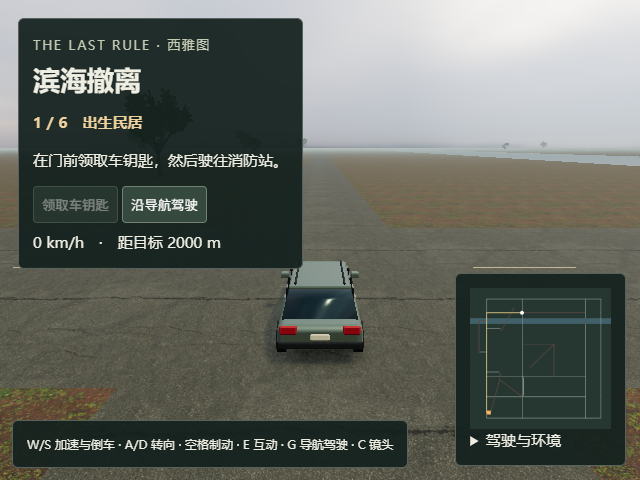 THE LAST RULE · 西雅图
滨海撤离
1 / 6 出生民居
在门前领取车钥匙，然后驶往消防站。
领取车钥匙 沿导航驾驶
0 km/h · 距目标 2000 m
▶ 驾驶与环境
W/S 加速与倒车 · A/D 转向 · 空格制动 · E 互动 · G 导航驾驶 · C 镜头